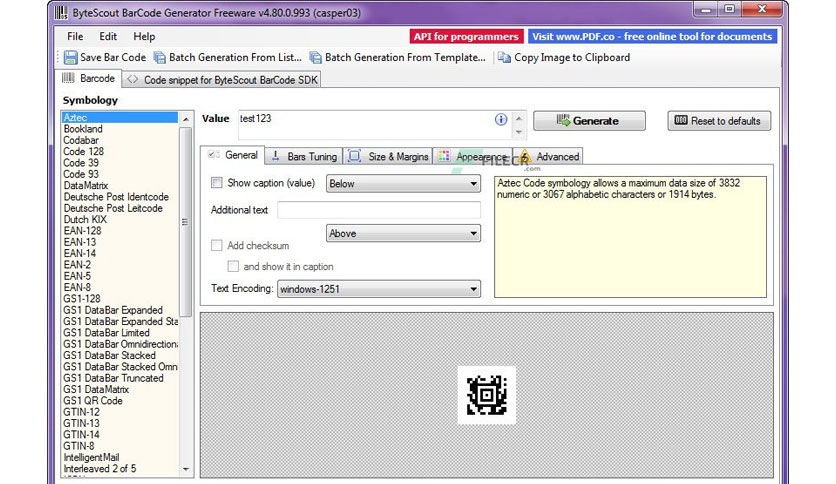 ByteScout BarCode Generator Freeware v4.80.0.993 (casper03)
File Edit Help
API for programmers
Visit www.PDF.co - free online tool for documents
Save Bar Code Batch Generation From List... Batch Generation From Template... Copy Image to Clipboard
Barcode Code snippet for ByteScout BarCode SDK
Symbology
Aztec
Bookland
Codabar
Code 128
Code 39
Code 93
DataMatrix
Deutsche Post Identcode
Deutsche Post Leitcode
Dutch KIX
EAN-128
EAN-13
EAN-14
EAN-2
EAN-5
EAN-8
GS1-128
GS1 DataBar Expanded
GS1 DataBar Expanded Sta
GS1 DataBar Limited
GS1 DataBar Omnidirection
GS1 DataBar Stacked
GS1 DataBar Stacked Omn
GS1 DataBar Truncated
GS1 DataMatrix
GS1 QR Code
GTIN-12
GTIN-13
GTIN-14
GTIN-8
IntelligentMail
Interleaved 2 of 5
Value test123 Generate Reset to defaults
General Bars Tuning Size & Margins Appearance Advanced
FILECR
.com
Show caption (value) Below
Additional text
Above
Add checksum
and show it in caption
Text Encoding: windows-1251
Aztec Code symbology allows a maximum data size of 3832
numeric or 3067 alphabetic characters or 1914 bytes.